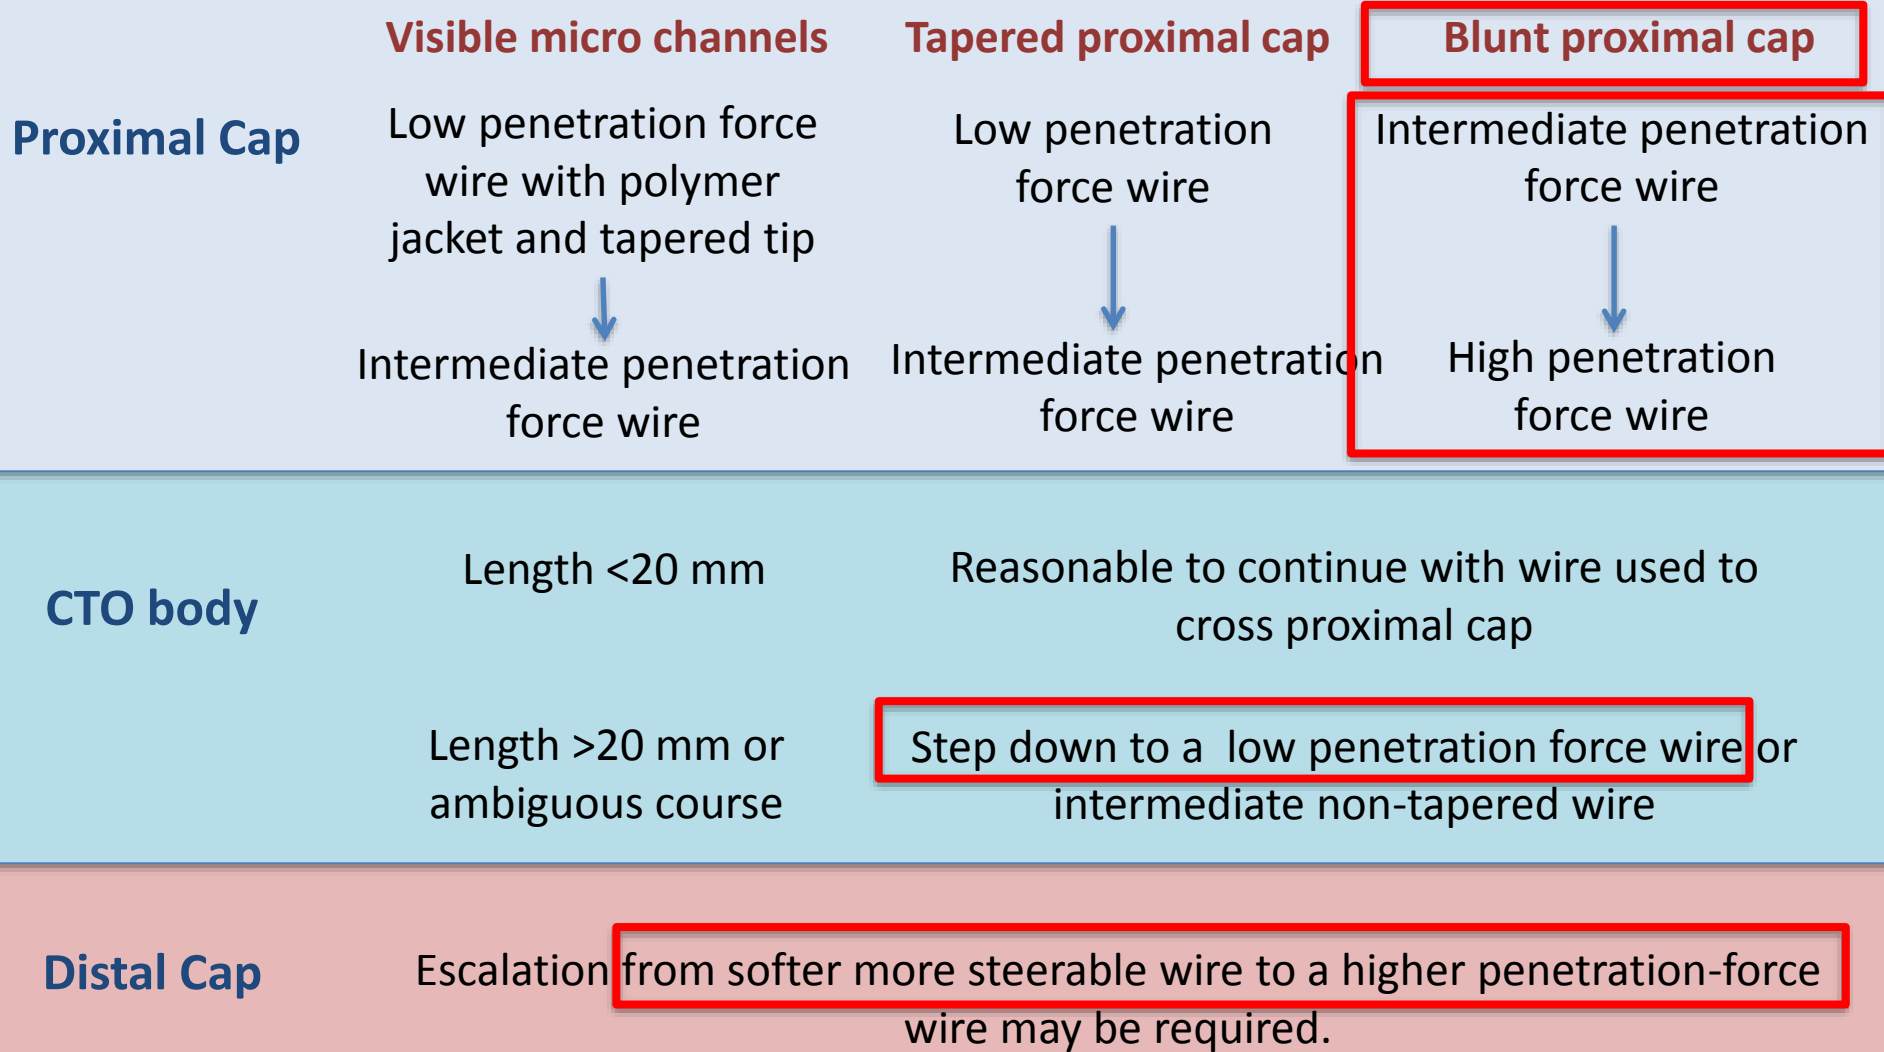 Visible micro channels
Tapered proximal cap
Blunt proximal cap
Proximal Cap
Low penetration force
wire with polymer
jacket and tapered tip
Intermediate penetration
force wire
Low penetration
force wire
Intermediate penetration
force wire
Intermediate penetration
force wire
High penetration
force wire
CTO body
Length <20 mm
Reasonable to continue with wire used to
cross proximal cap
Length >20 mm or
ambiguous course
Step down to a low penetration force wire or
intermediate non-tapered wire
Distal Cap
Escalation from softer more steerable wire to a higher penetration-force
wire may be required.